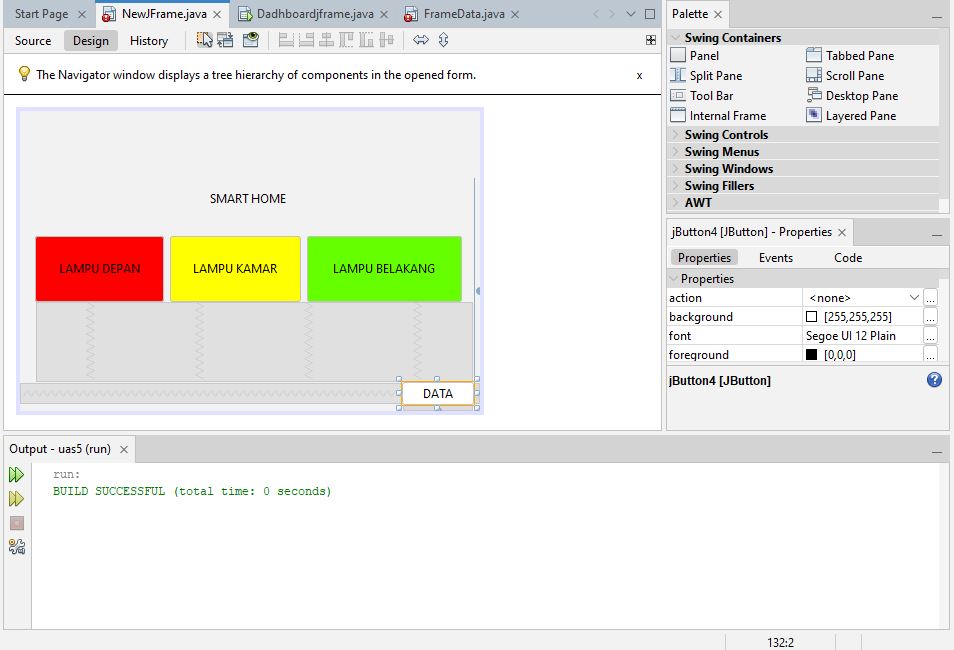 Start Page
NewJFrame.java
Dadhboardjframe.java
FrameData.java
Source Design History
The Navigator window displays a tree hierarchy of components in the opened form.
x
SMART HOME
LAMPU DEPAN
LAMPU KAMAR
LAMPU BELAKANG
DATA
Palette
Swing Containers
Panel
Tabbed Pane
Split Pane
Scroll Pane
Tool Bar
Desktop Pane
Internal Frame
Layered Pane
Swing Controls
Swing Menus
Swing Windows
Swing Fillers
AWT
jButton4 [JButton] - Properties
Properties Events Code
Properties
action <none> ...
background [255,255,255] ...
font Segoe UI 12 Plain ...
foreground [0,0,0] ...
jButton4 [JButton]
?
Output - uas5 (run)
run:
BUILD SUCCESSFUL (total time: 0 seconds)
132:2